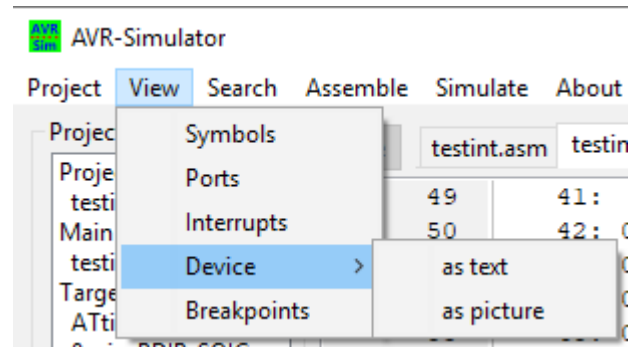 AVR Sim AVR-Simulator
Project View Search Assemble Simulate About
Symbols
Ports
Interrupts
Device >
Breakpoints
as text
as picture
testint.asm
49 41:
50 42:
Main